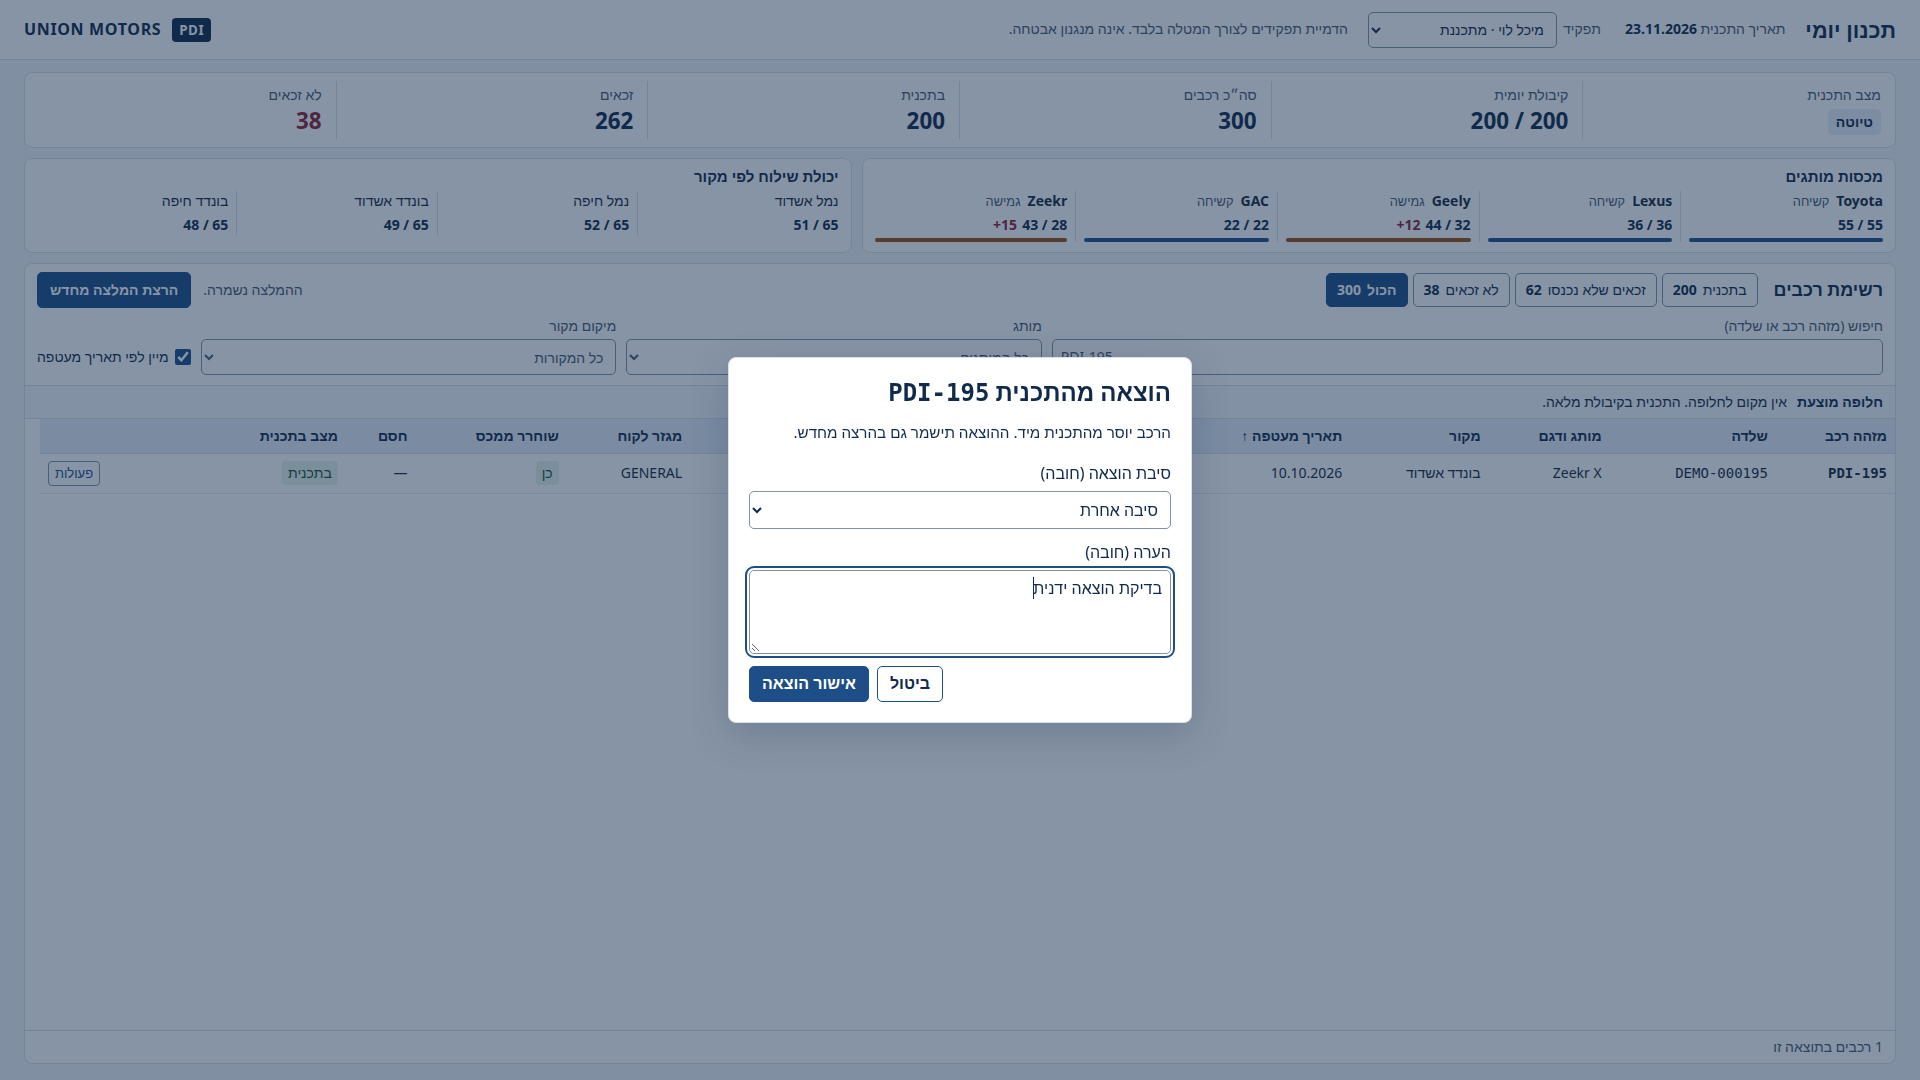 תכנון יומי
תאריך התכנית 23.11.2026
תפקיד
מיכל לוי · מתכננת
הדמיית תפקידים לצורך המטלה בלבד. אינה מנגנון אבטחה.
PDI UNION MOTORS
מצב התכנית
טיוטה
קיבולת יומית
200 / 200
סה״כ רכבים
300
בתכנית
200
זכאים
262
לא זכאים
38
מכסות מותגים
Toyota קשיחה
55 / 55
Lexus קשיחה
36 / 36
Geely גמישה
44 / 32 +12
GAC קשיחה
22 / 22
Zeekr גמישה
43 / 28 +15
יכולת שילוח לפי מקור
נמל אשדוד
51 / 65
נמל חיפה
52 / 65
בונדד אשדוד
49 / 65
בונדד חיפה
48 / 65
רשימת רכבים
בתכנית 200
זכאים שלא נכנסו 62
לא זכאים 38
הכול 300
ההמלצה נשמרה.
הרצת המלצה מחדש
חיפוש (מזהה רכב או שלדה)
מותג
מיקום מקור
כל המקורות
מיין לפי תאריך מעטפה
חלופה מוצעת אין מקום לחלופה. התכנית בקיבולת מלאה.
מזהה רכב שלדה מותג ודגם מקור תאריך מעטפה ↑ מגזר לקוח שוחרר ממכס חסם מצב בתכנית
PDI-195 DEMO-000195 Zeekr X בונדד אשדוד 10.10.2026 GENERAL כן — בתכנית פעולות
הוצאה מהתכנית PDI-195
הרכב יוסר מהתכנית מיד. ההוצאה תישמר גם בהרצה מחדש.
סיבת הוצאה (חובה)
סיבה אחרת
הערה (חובה)
בדיקת הוצאה ידנית
ביטול
אישור הוצאה
1 רכבים בתוצאה זו